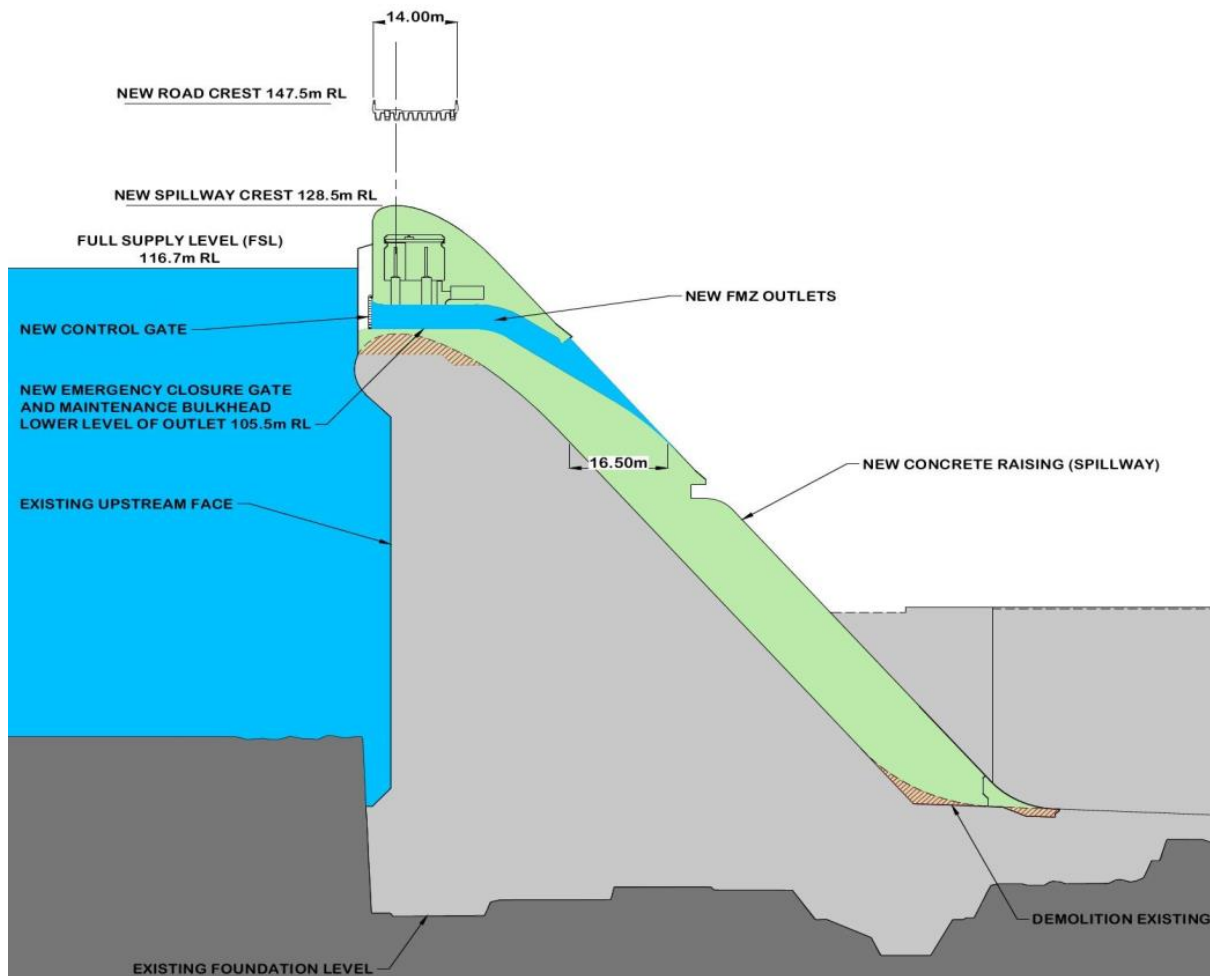 14.00m
NEW ROAD CREST 147.5m RL
NEW SPILLWAY CREST 128.5m RL
FULL SUPPLY LEVEL (FSL)
116.7m RL
NEW FMZ OUTLETS
NEW CONTROL GATE
NEW EMERGENCY CLOSURE GATE
AND MAINTENANCE BULKHEAD
LOWER LEVEL OF OUTLET 105.5m RL
16.50m
NEW CONCRETE RAISING (SPILLWAY)
EXISTING UPSTREAM FACE
DEMOLITION EXISTING
EXISTING FOUNDATION LEVEL